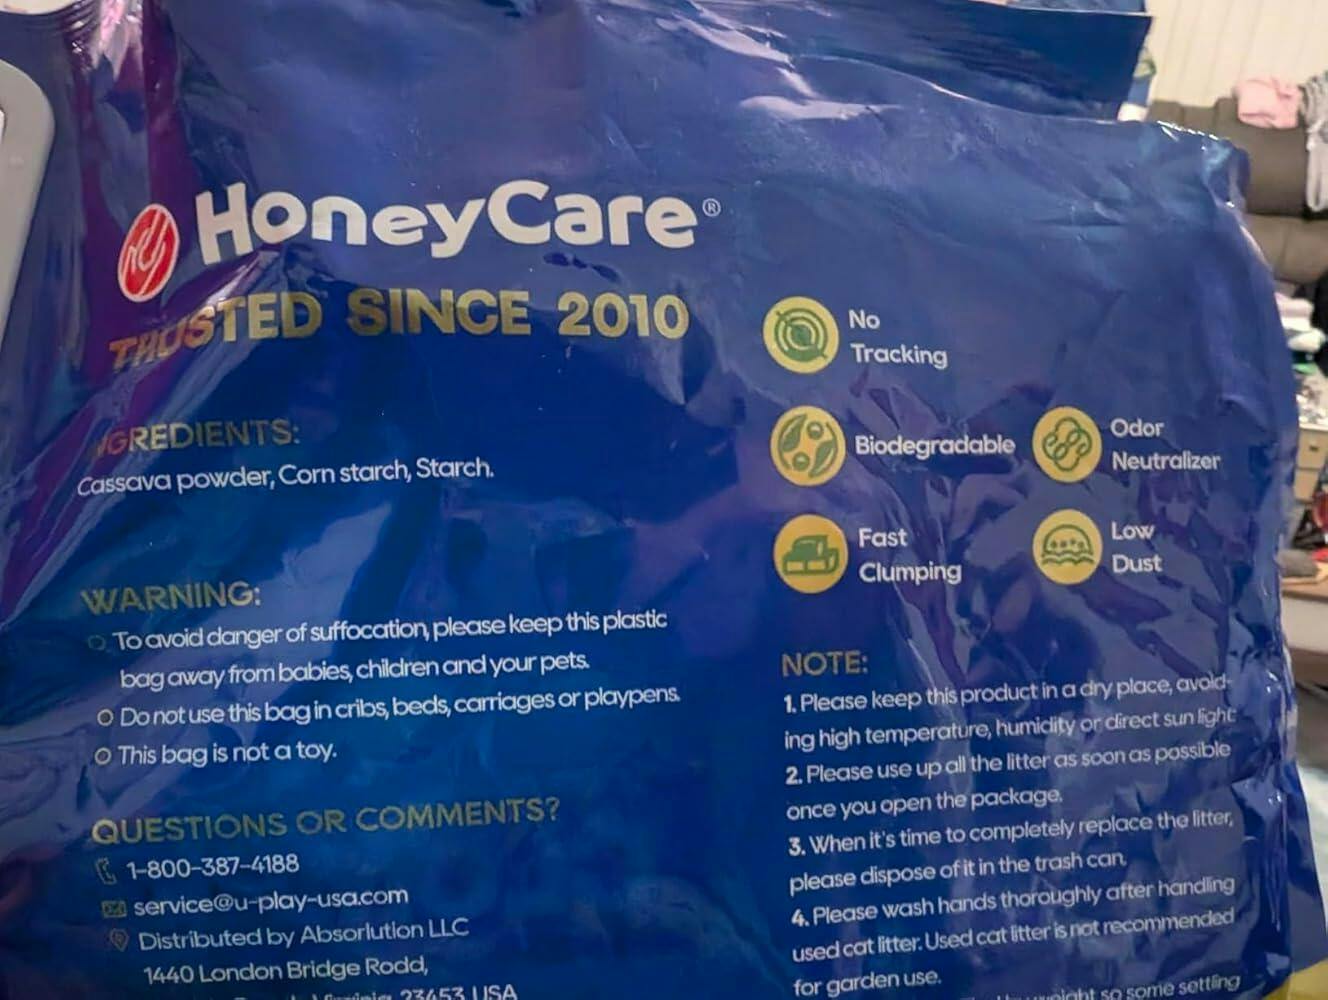 HoneyCare®
TRUSTED SINCE 2010
INGREDIENTS:
Cassava powder, Corn starch, Starch.
WARNING:
To avoid danger of suffocation, please keep this plastic
bag away from babies, children and your pets.
Do not use this bag in cribs, beds, carriages or playpens.
This bag is not a toy.
QUESTIONS OR COMMENTS?
1-800-387-4188
service@u-play-usa.com
Distributed by Absorlution LLC
1440 London Bridge Rodd,
23453 USA
No
Tracking
Biodegradable
Odor
Neutralizer
Fast
Clumping
Low
Dust
NOTE:
1. Please keep this product in a dry place, avoid-
ing high temperature, humidity or direct sun light
2. Please use up all the litter as soon as possible
once you open the package.
3. When it's time to completely replace the litter,
please dispose of it in the trash can.
4. Please wash hands thoroughly after handling
used cat litter. Used cat litter is not recommended
for garden use.
so some settling